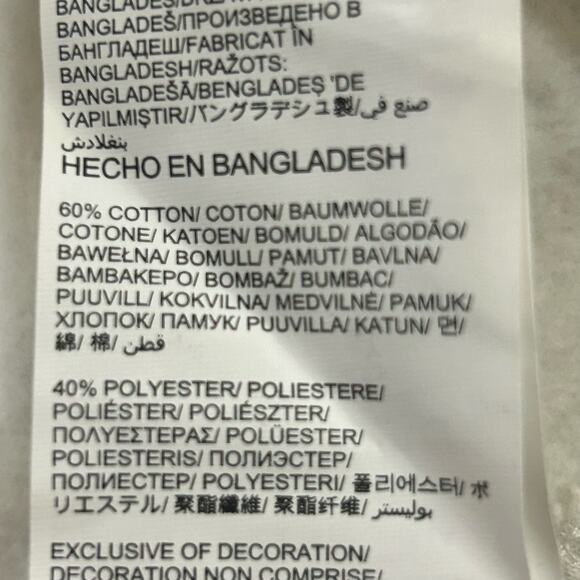 BANGLADEŠ/ПРОИЗВЕДЕНО В
БАНГЛАДЕШ/FABRICAT ÎN
BANGLADESH/RAŽOTS:
BANGLADEŠĀ/BENGLADEŞ 'DE
YAPILMIŞTIR/バングラデシュ製/صنع في
بنغلادش
HECHO EN BANGLADESH
60% COTTON/ COTON/ BAUMWOLLE/
COTONE/ KATOEN/ BOMULD/ ALGODÃO/
BAWEŁNA/ BOMULL/ PAMUT/ BAVLNA/
BAMBAKEPO/ BOMBAŽ/ BUMBAC/
PUUVILL/ KOKVILNA/ MEDVILNĖ/ PAMUK/
ХЛОПОК/ ПАМУК/ PUUVILLA/ KATUN/ 면/
綿/ 棉/ قطن
40% POLYESTER/ POLIESTERE/
POLIÉSTER/ POLIÉSZTER/
ΠΟΛΥΕΣΤΕΡΑΣ/ POLÜESTER/
POLIESTERIS/ ПОЛИЭСТЕР/
ПОЛИЕСТЕР/ POLYESTERI/ 폴리에스터/ ポ
リエステル/ 聚酯纖維/ 聚酯纤维/ بوليستر
EXCLUSIVE OF DECORATION/
DECORATION NON COMPRISE/